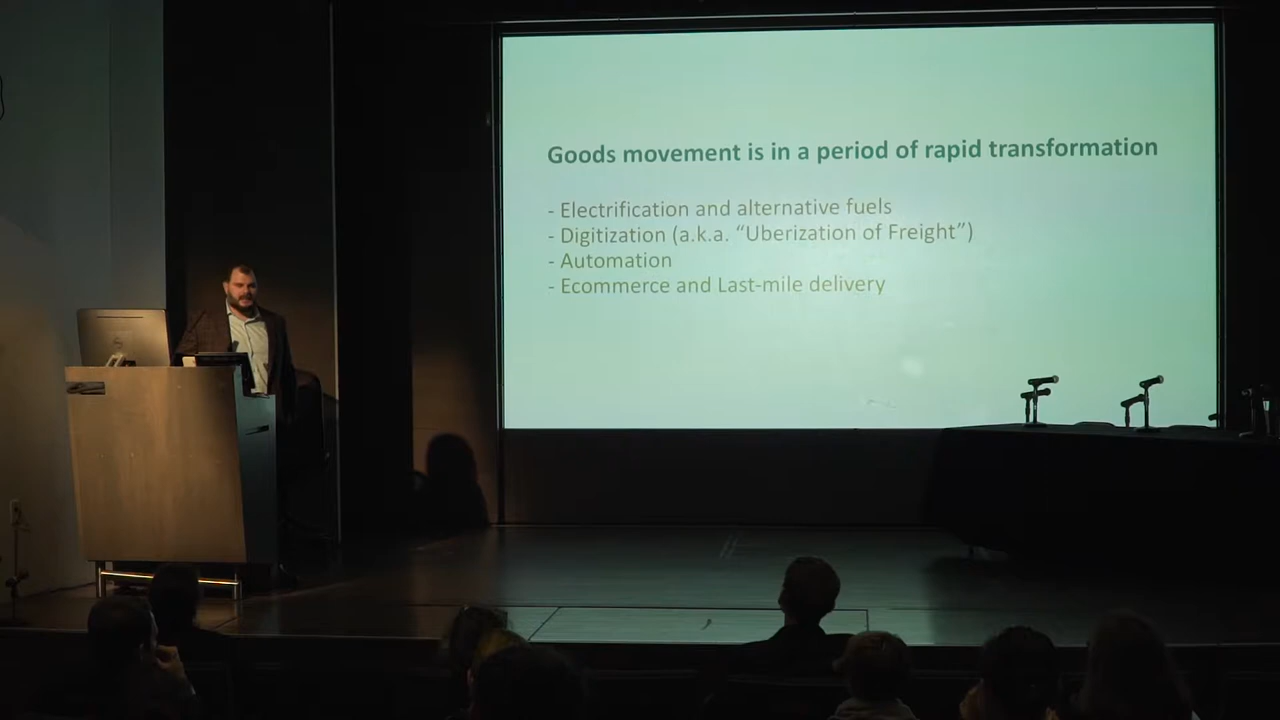 Goods movement is in a period of rapid transformation
- Electrification and alternative fuels
- Digitization (a.k.a. “Uberization of Freight”)
- Automation
- Ecommerce and Last-mile delivery